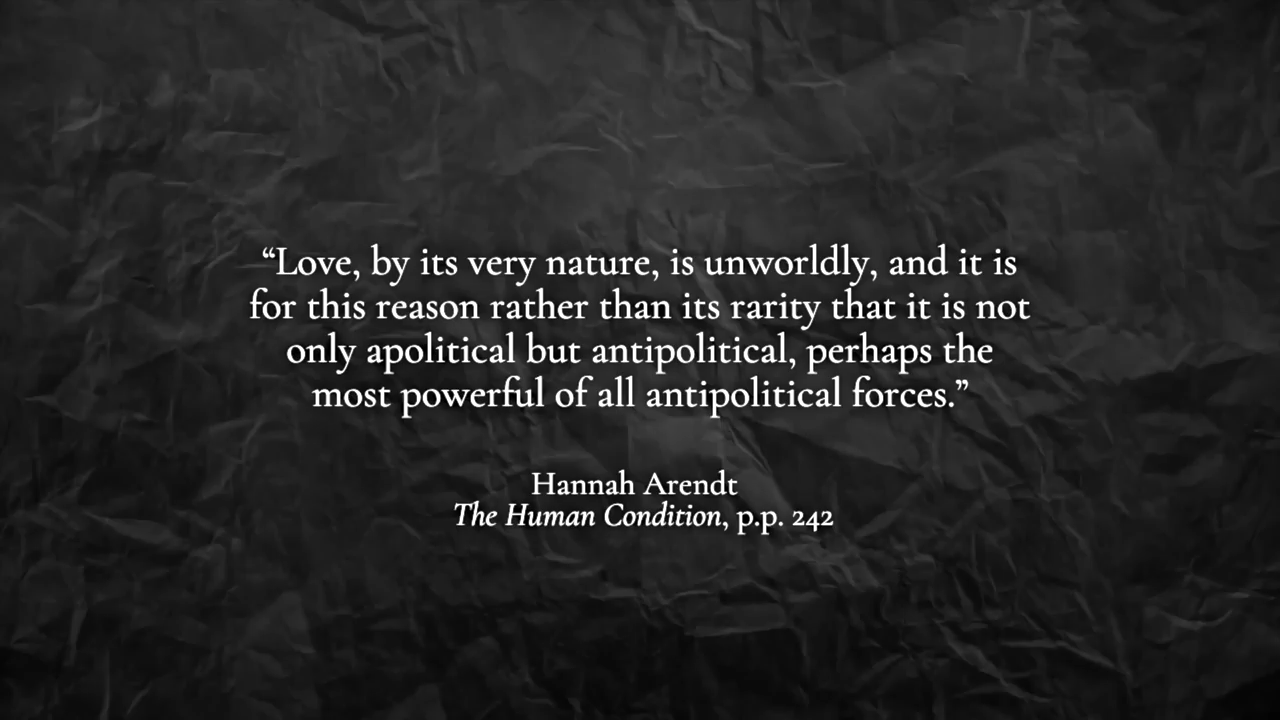 “Love, by its very nature, is unworldly, and it is
for this reason rather than its rarity that it is not
only apolitical but antipolitical, perhaps the
most powerful of all antipolitical forces.”
Hannah Arendt
The Human Condition, p.p. 242